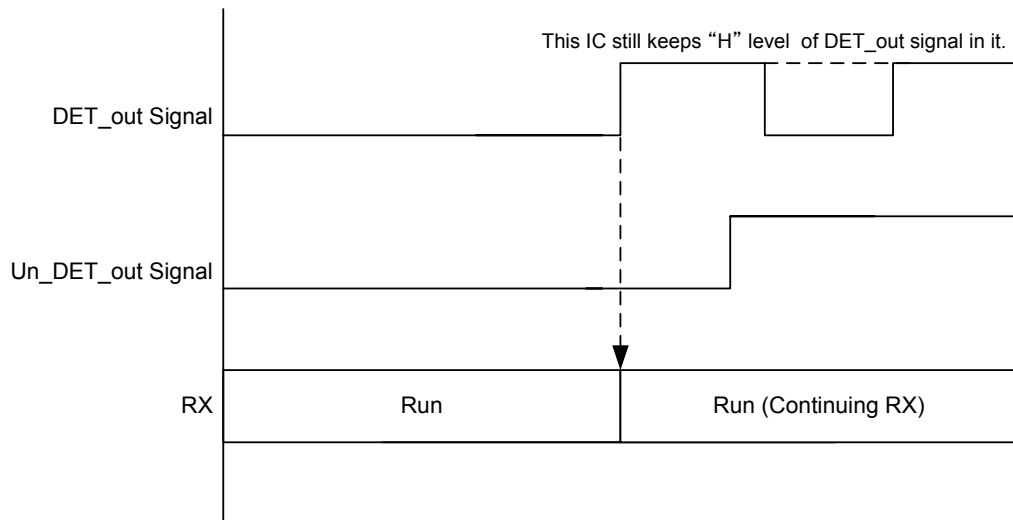 This IC still keeps “H” level of DET_out signal in it.
DET_out Signal
Un_DET_out Signal
RX
Run
Run (Continuing RX)